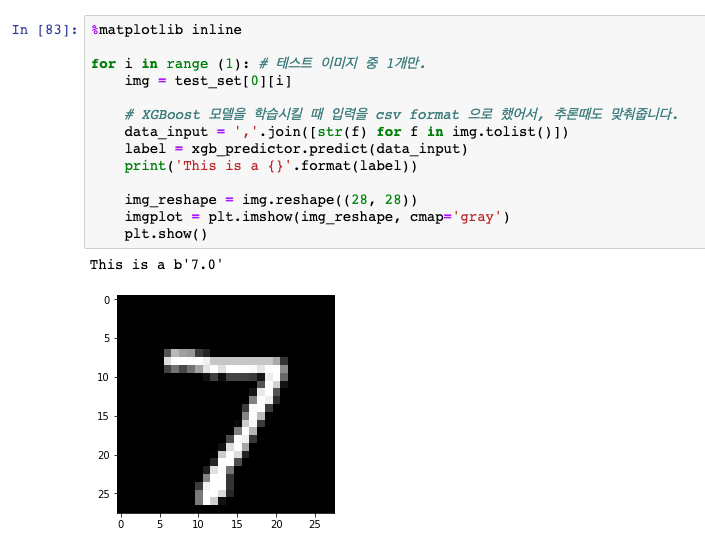 In [83]: %matplotlib inline
for i in range (1): # 테스트 이미지 중 1개만.
img = test_set[0][i]
# XGBoost 모델을 학습시킬 때 입력을 csv format 으로 했어서, 추론때도 맞춰줍니다.
data_input = ','.join([str(f) for f in img.tolist()])
label = xgb_predictor.predict(data_input)
print('This is a {}'.format(label))
img_reshape = img.reshape((28, 28))
imgplot = plt.imshow(img_reshape, cmap='gray')
plt.show()
This is a b'7.0'
0
5
10
15
20
25
0 5 10 15 20 25
7